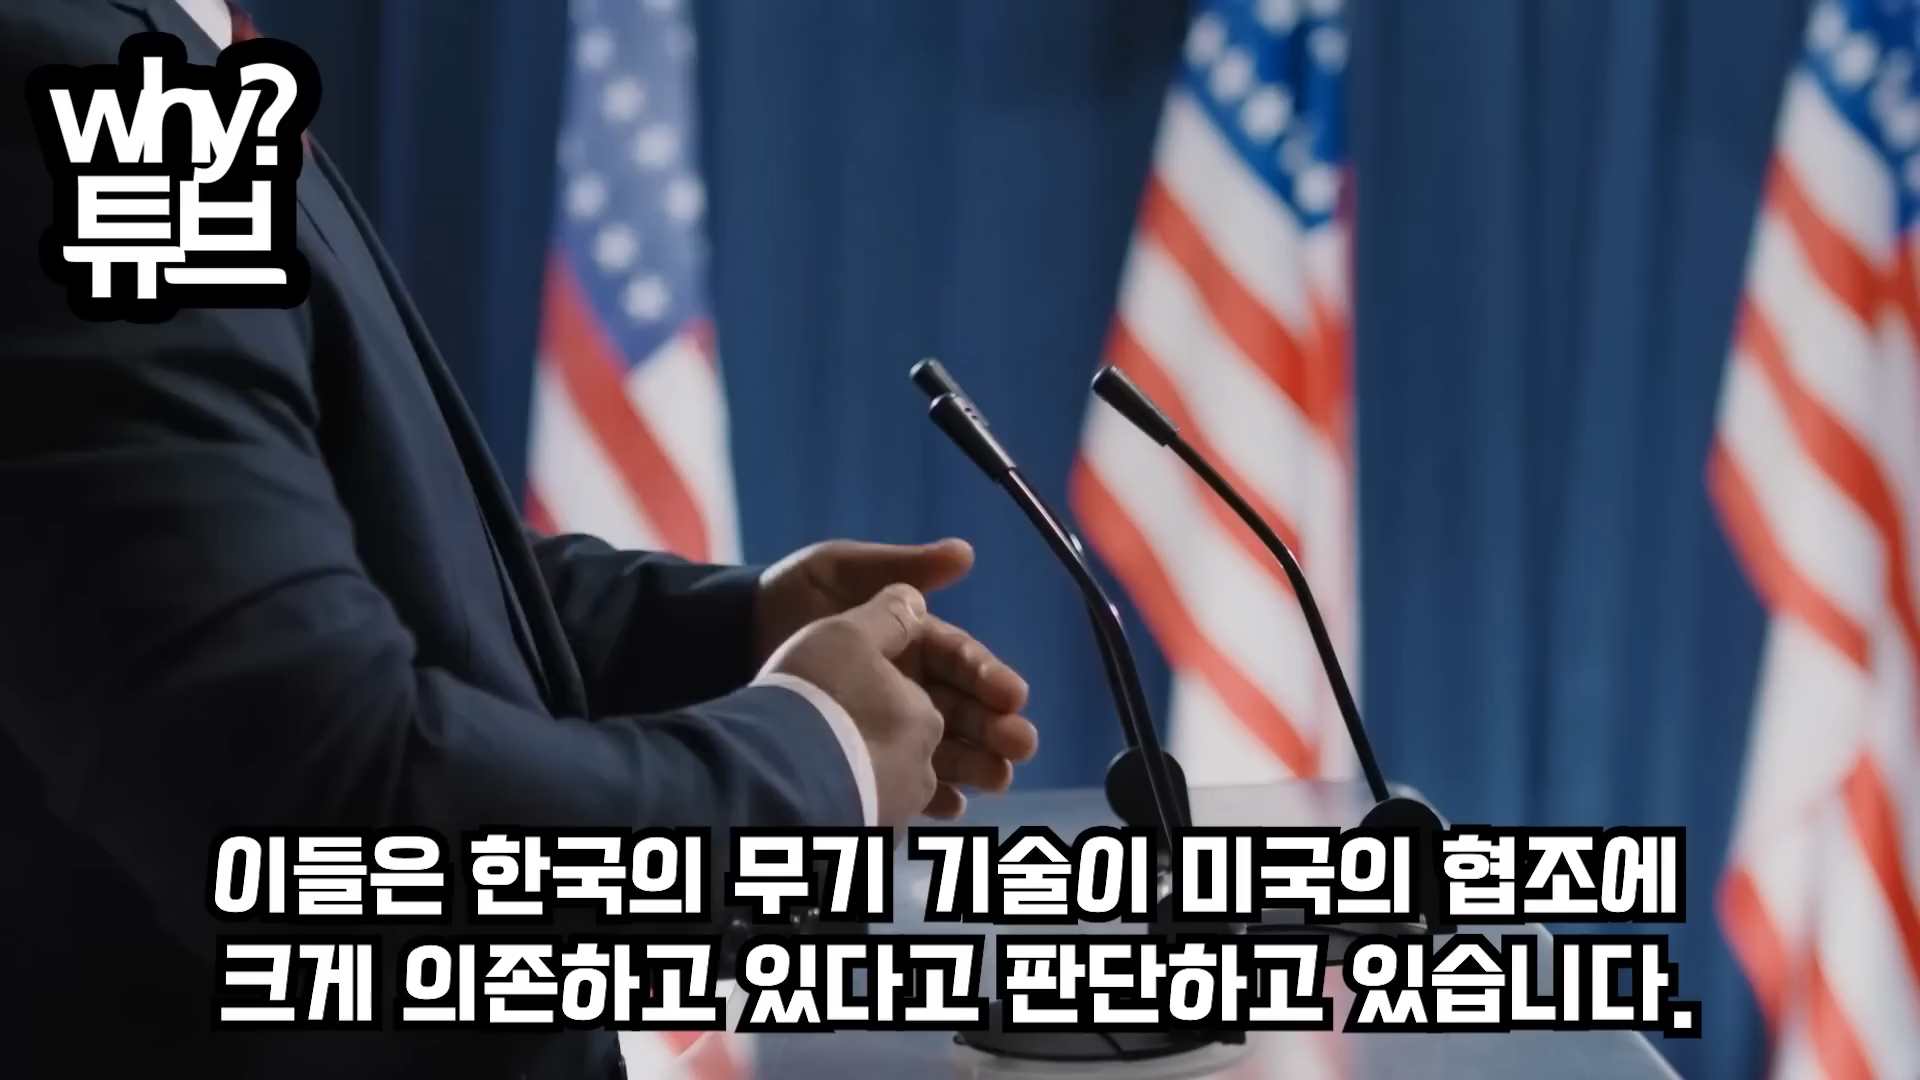 why?
튜브
이들은 한국의 무기 기술이 미국의 협조에
크게 의존하고 있다고 판단하고 있습니다.